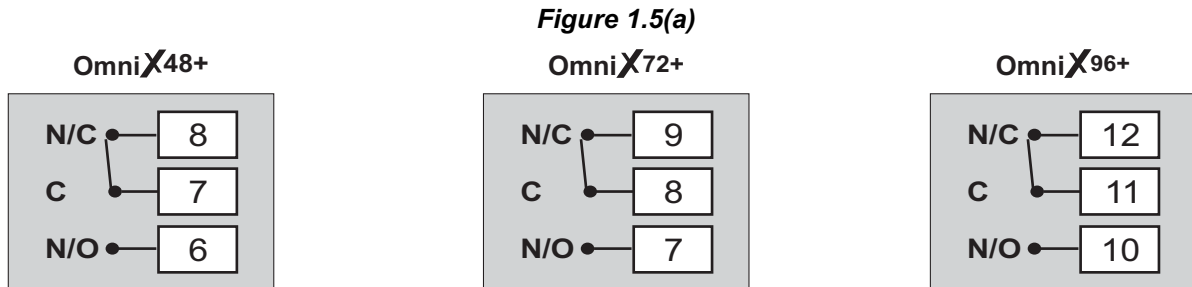 Figure 1.5(a)
OmniX48+
OmniX72+
OmniX96+
N/C 8
C 7
N/O 6
N/C 9
C 8
N/O 7
N/C 12
C 11
N/O 10